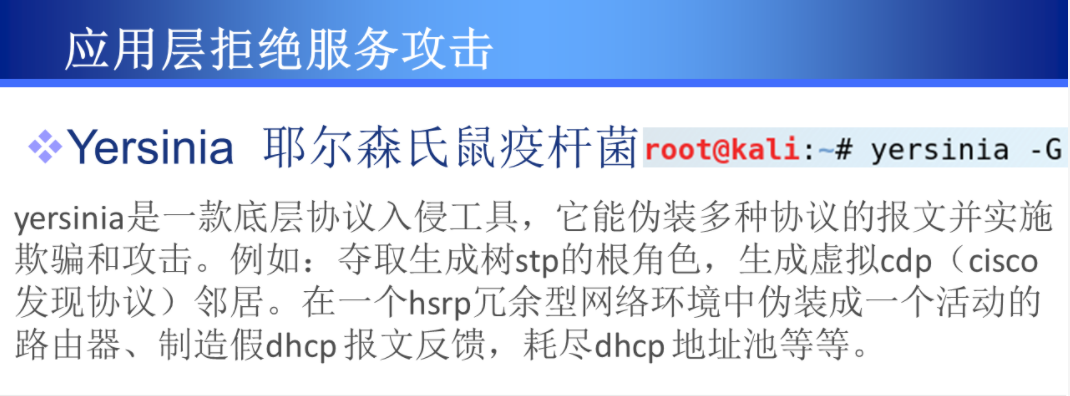 应用层拒绝服务攻击
❖Yersinia 耶尔森氏鼠疫杆菌 root@kali:~# yersinia -G
yersinia是一款底层协议入侵工具，它能伪装多种协议的报文并实施
欺骗和攻击。例如：夺取生成树stp的根角色，生成虚拟cdp（cisco
发现协议）邻居。在一个hsrp冗余型网络环境中伪装成一个活动的
路由器、制造假dhcp 报文反馈，耗尽dhcp 地址池等等。